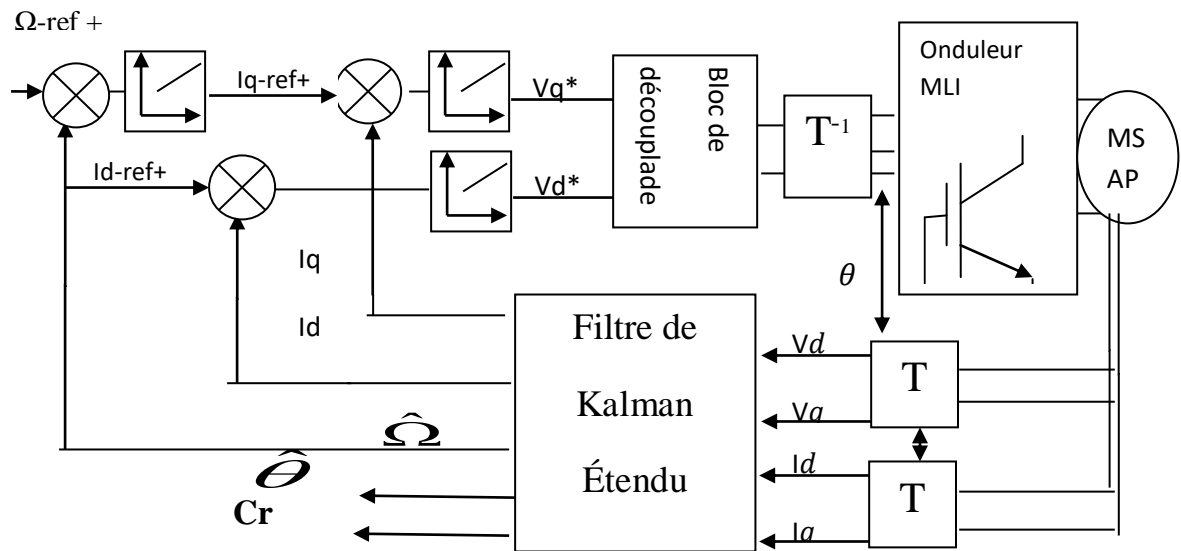 Ω-ref +
Iq-ref+
Vq*
Id-ref+
Vd*
Bloc de
découplade
T⁻¹
Onduleur
MLI
MS
AP
θ
Iq
Id
Filtre de
Kalman
Étendu
Vd
Vq
Id
Iq
T
T
Ω̂
θ̂
Cr